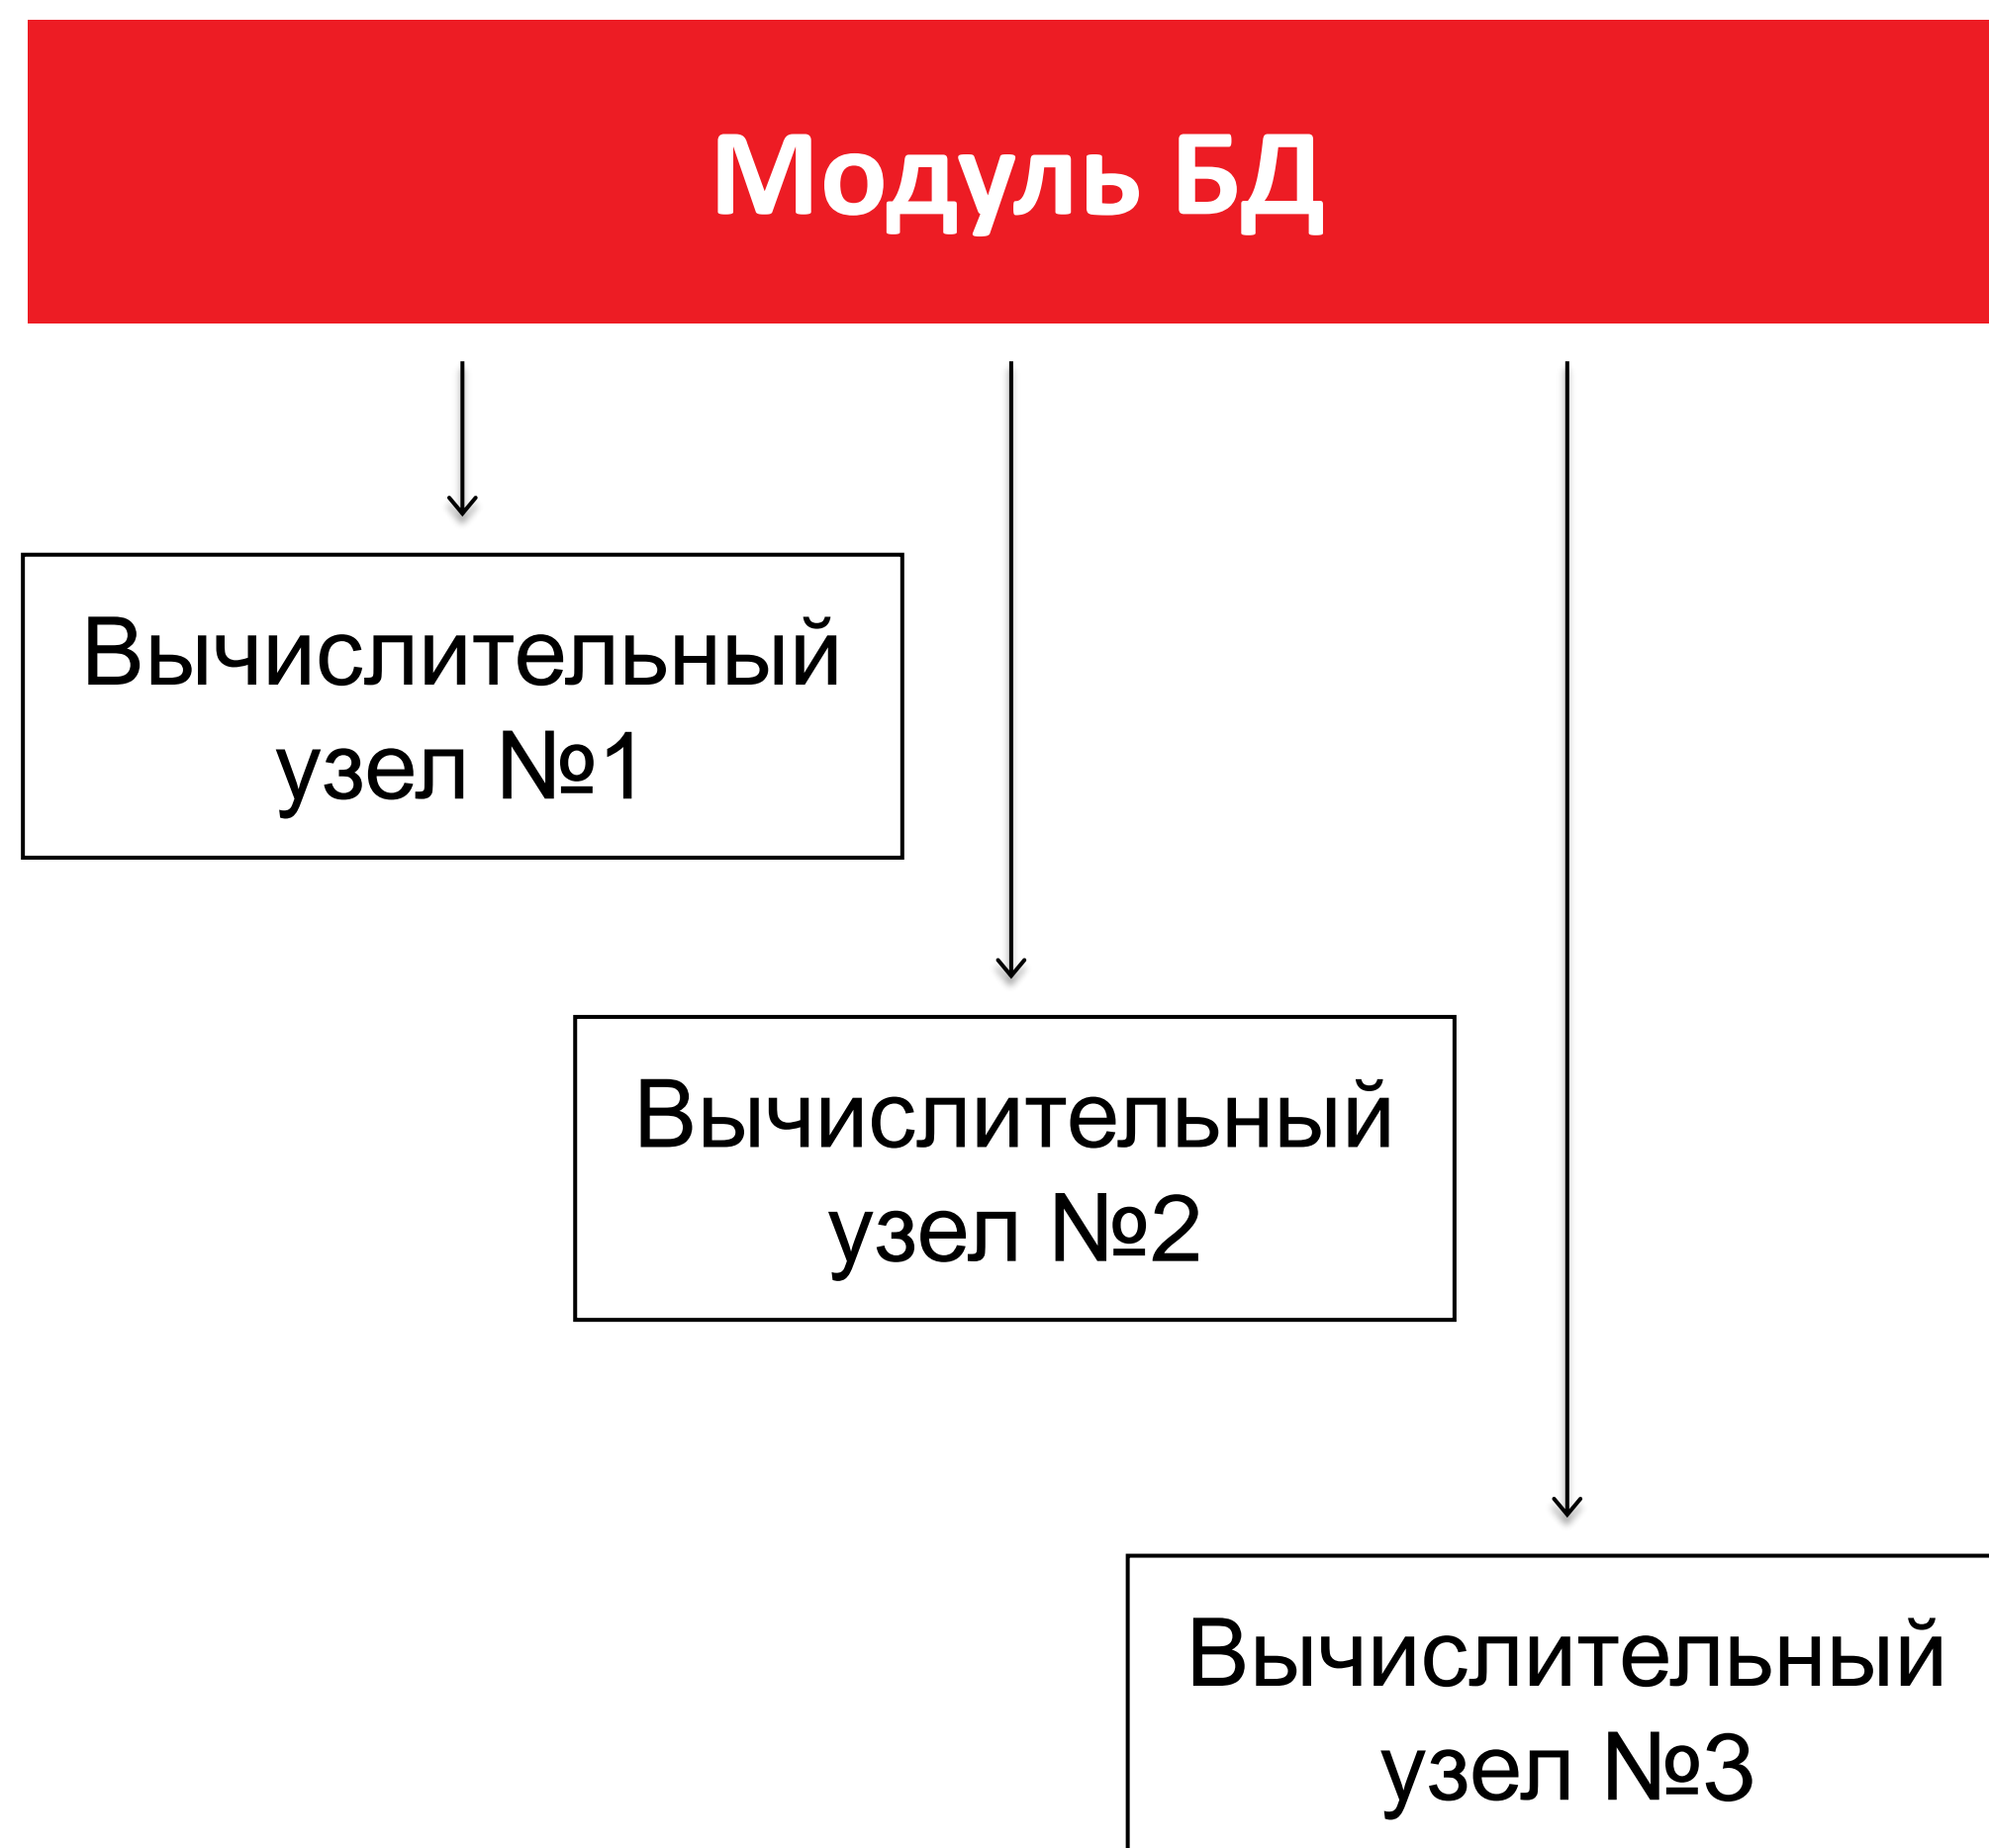 Модуль БД
Вычислительный
узел №1
Вычислительный
узел №2
Вычислительный
узел №3